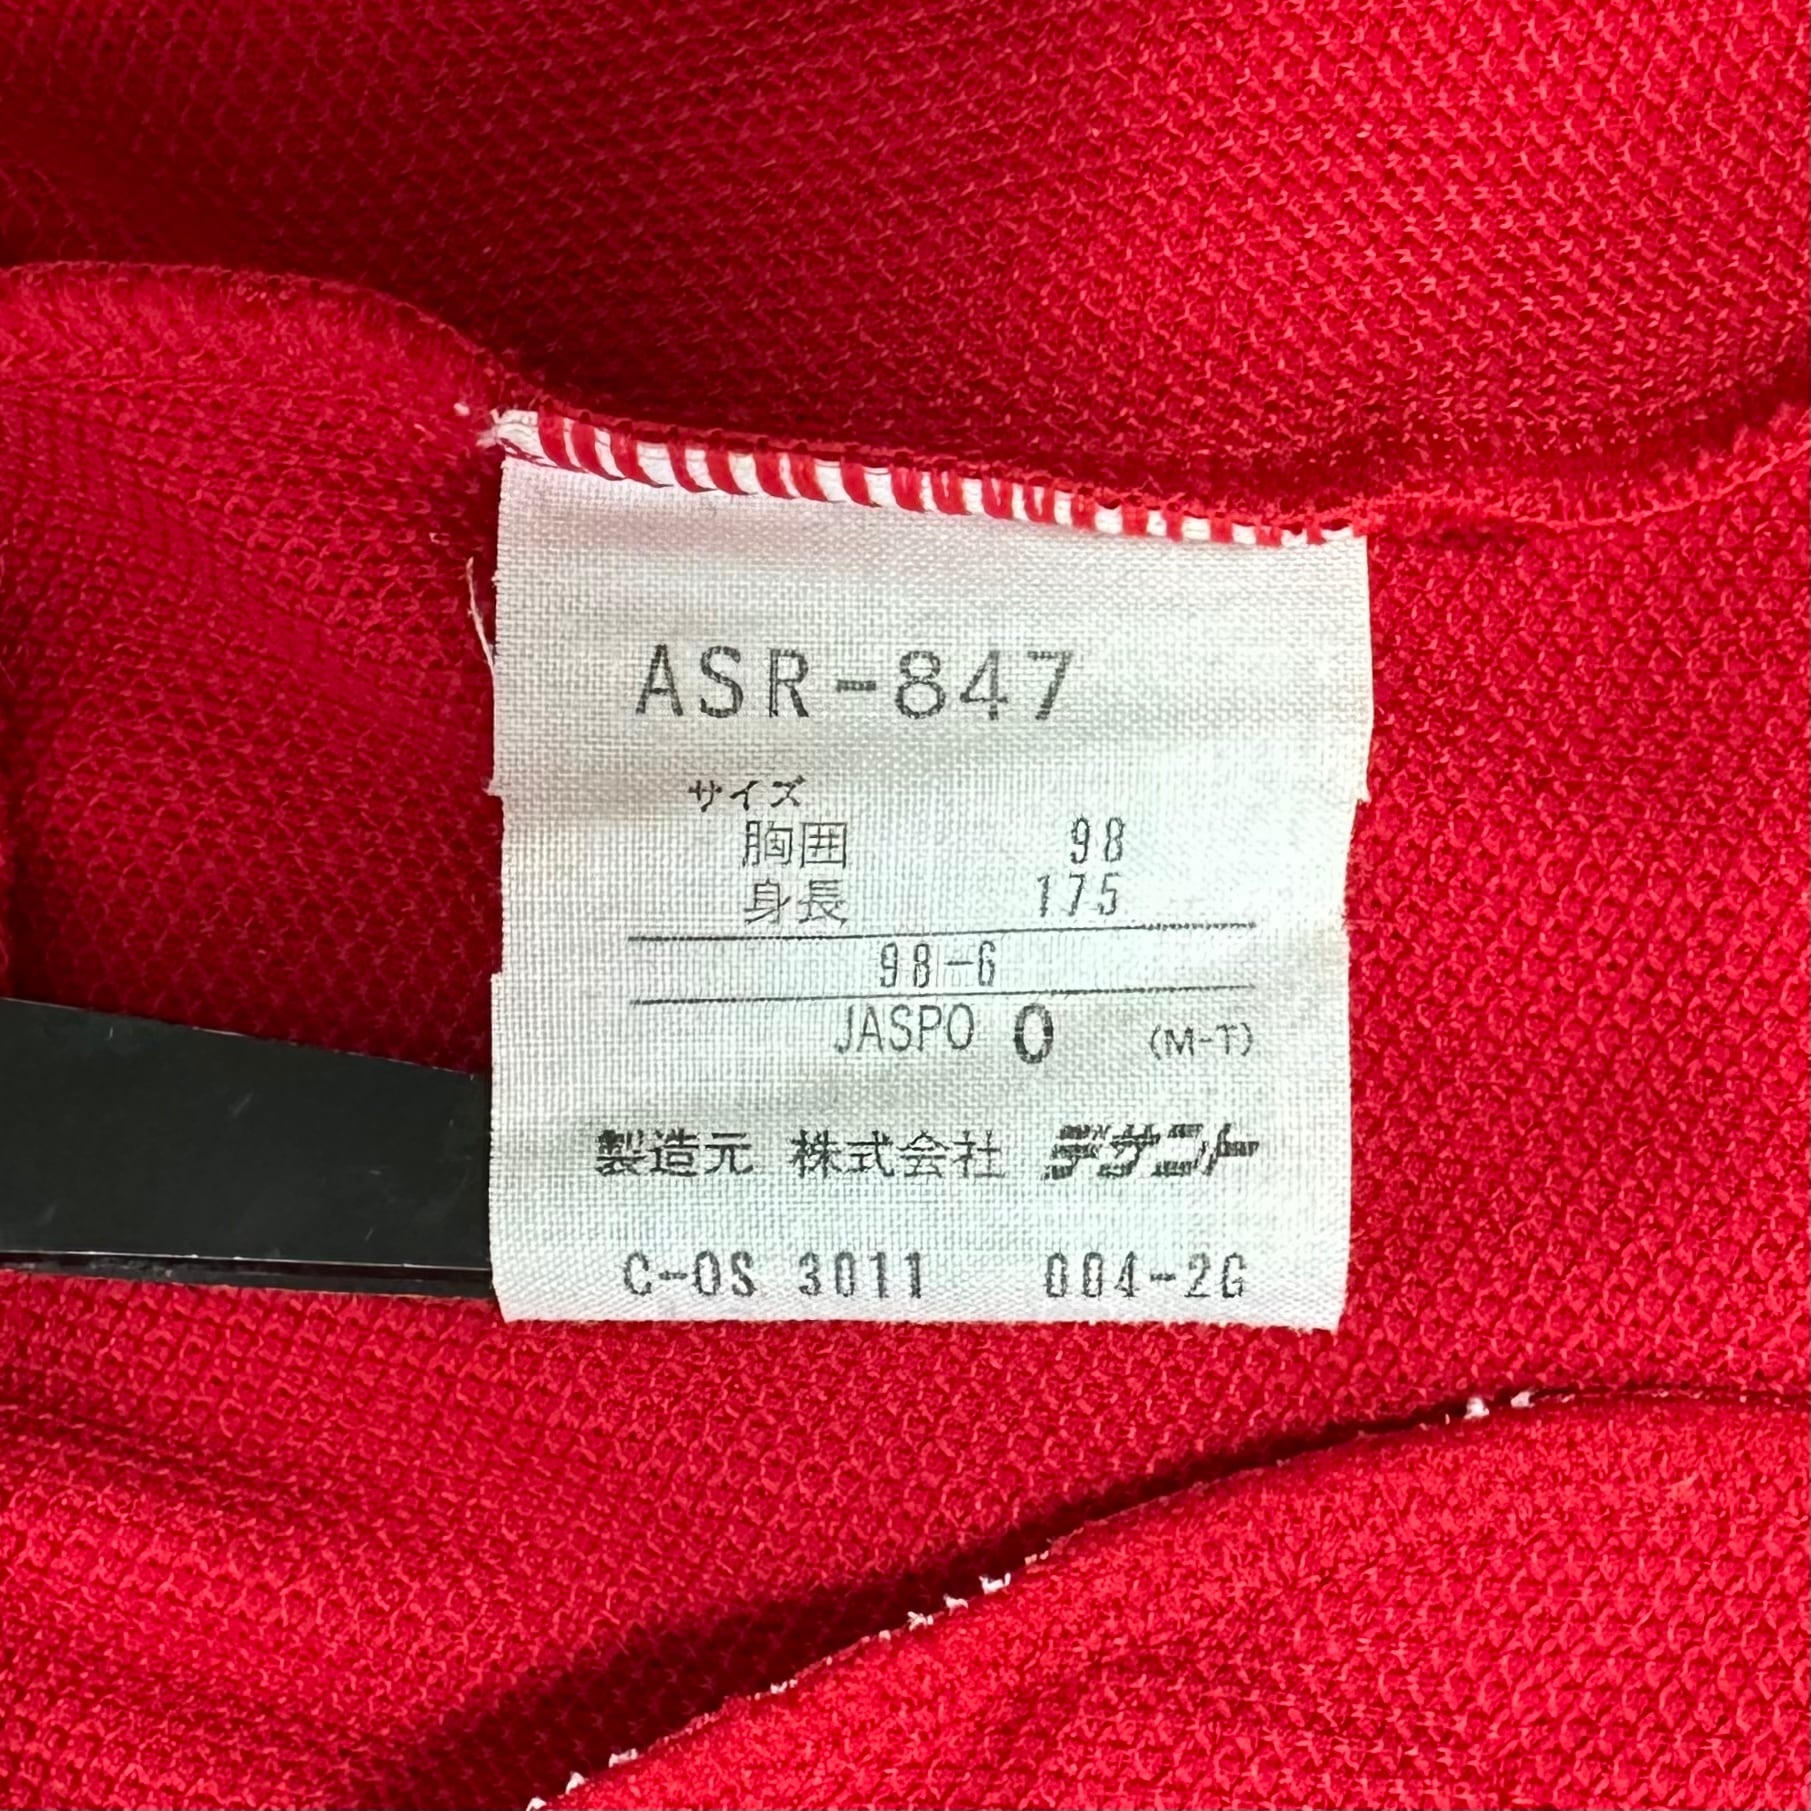 ASR-847
サイズ
胸囲 98
身長 175
98-6
JASPO O (M-T)
製造元 株式会社 デサント
C-OS 3011 004-2G